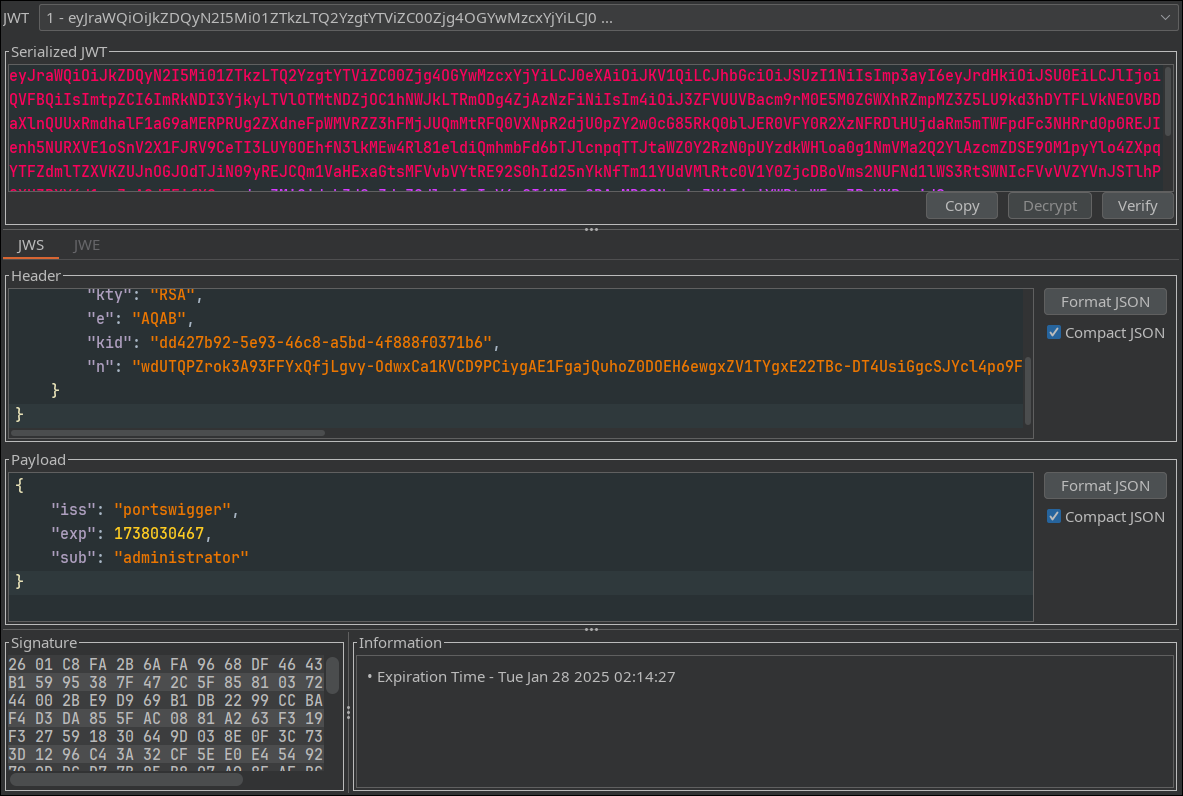 JWT 1 - eyJraWQiOiJkZDQyN2I5Mi01ZTkzLTQ2YzgtYTViZC00Zjg4OGYwMzcxYjYiLCJ0 ...
Serialized JWT
eyJraWQiOiJkZDQyN2I5Mi01ZTkzLTQ2YzgtYTViZC00Zjg4OGYwMzcxYjYiLCJ0eXAiOiJKV1QiLCJhbGciOiJSUzI1NiIsImp3ayI6eyJrdHkiOiJSU0EiLCJlIjoi
QVFBQiIsImtpZCI6ImRkNDI3YjkyLTVlOTMtNDZjOC1hNWJkLTRmODg4ZjAzNzFiNiIsIm4iOiJ3ZFVUUVBacm9rM0E5M0ZGWXhRZmpMZ3Z5LU9kd3hDYTFLVkNEOVBD
Copy Decrypt Verify
JWS JWE
Header
"kty": "RSA",
"e": "AQAB",
"kid": "dd427b92-5e93-46c8-a5bd-4f888f0371b6",
"n": "wdUTQPZrok3A93FFYxQfjLgvy-OdwxCa1KVCD9PCiygAE1FgajQuhoZ0DOEH6ewgxZV1TYgxE22TBc-DT4UsiGgcSJYcl4po9F
}
}
Format JSON
Compact JSON
Payload
{
"iss": "portswigger",
"exp": 1738030467,
"sub": "administrator"
}
Format JSON
Compact JSON
Signature
26 01 C8 FA 2B 6A FA 96 68 DF 46 43
B1 59 95 38 7F 47 2C 5F 85 81 03 72
44 00 2B E9 D9 69 B1 DB 22 99 CC BA
F4 D3 DA 85 5F AC 08 81 A2 63 F3 19
F3 27 59 18 30 64 9D 03 8E 0F 3C 73
3D 12 96 C4 3A 32 CF 5E E0 E4 54 92
Information
• Expiration Time - Tue Jan 28 2025 02:14:27